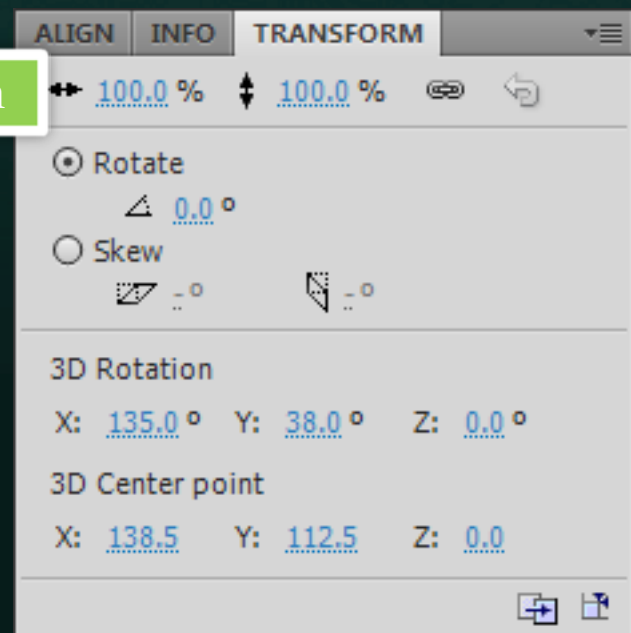 ALIGN INFO TRANSFORM
100.0 % 100.0 %
Rotate
0.0 °
Skew
- ° - °
3D Rotation
X: 135.0 ° Y: 38.0 ° Z: 0.0 °
3D Center point
X: 138.5 Y: 112.5 Z: 0.0